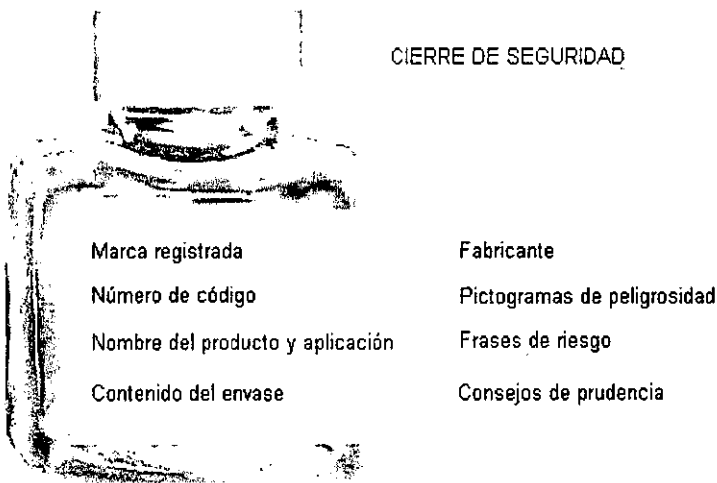 CIERRE DE SEGURIDAD
Marca registrada
Número de código
Nombre del producto y aplicación
Contenido del envase
Fabricante
Pictogramas de peligrosidad
Frases de riesgo
Consejos de prudencia